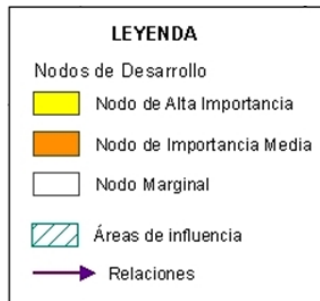 LEYENDA
Nodos de Desarrollo
Nodo de Alta Importancia
Nodo de Importancia Media
Nodo Marginal
Áreas de influencia
Relaciones